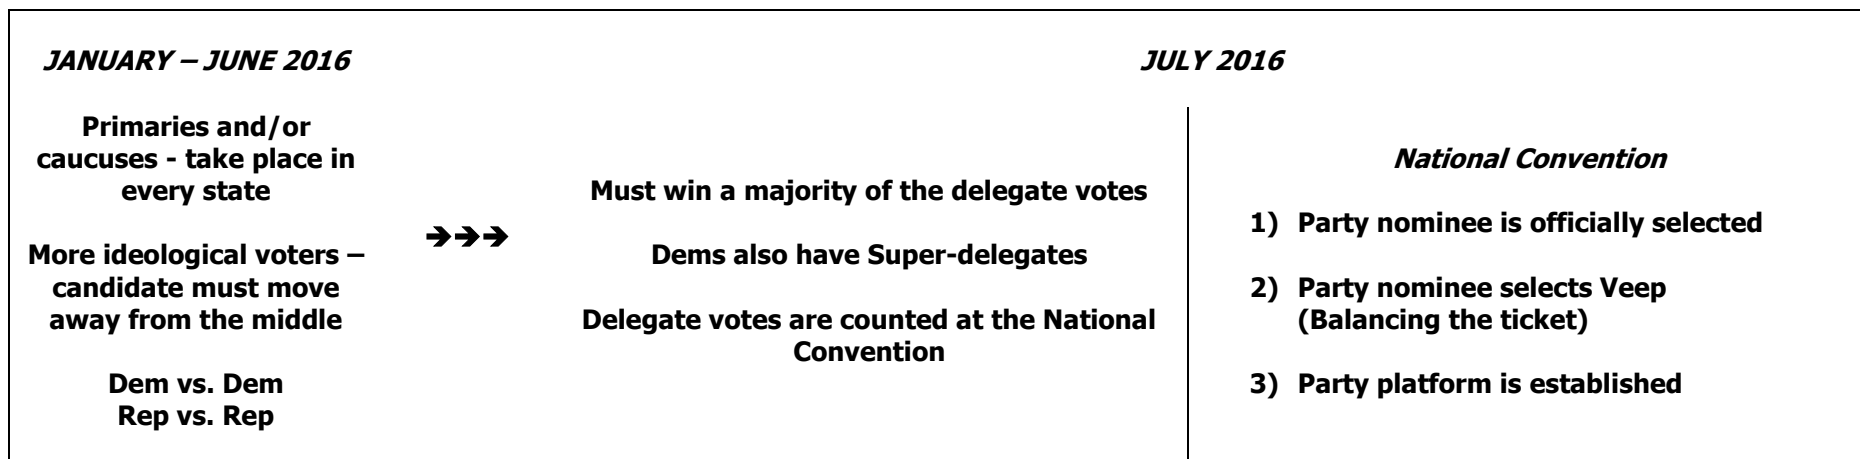 JANUARY – JUNE 2016
Primaries and/or
caucuses - take place in
every state
More ideological voters –
candidate must move
away from the middle
Dem vs. Dem
Rep vs. Rep
➔➔➔
JULY 2016
Must win a majority of the delegate votes
Dems also have Super-delegates
Delegate votes are counted at the National
Convention
National Convention
1) Party nominee is officially selected
2) Party nominee selects Veep
(Balancing the ticket)
3) Party platform is established